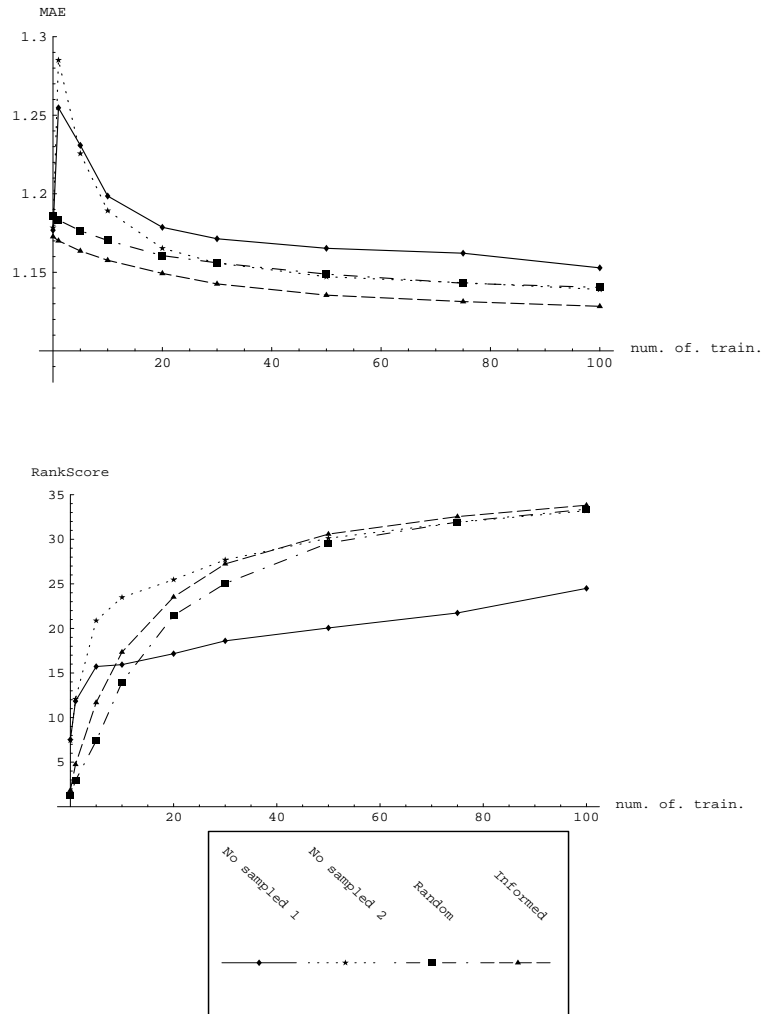 MAE
1.3
1.25
1.2
1.15
20 40 60 80 100
num. of. train.
RankScore
35
30
25
20
15
10
5
20 40 60 80 100
num. of. train.
No sampled 1
No sampled 2
Random
Informed